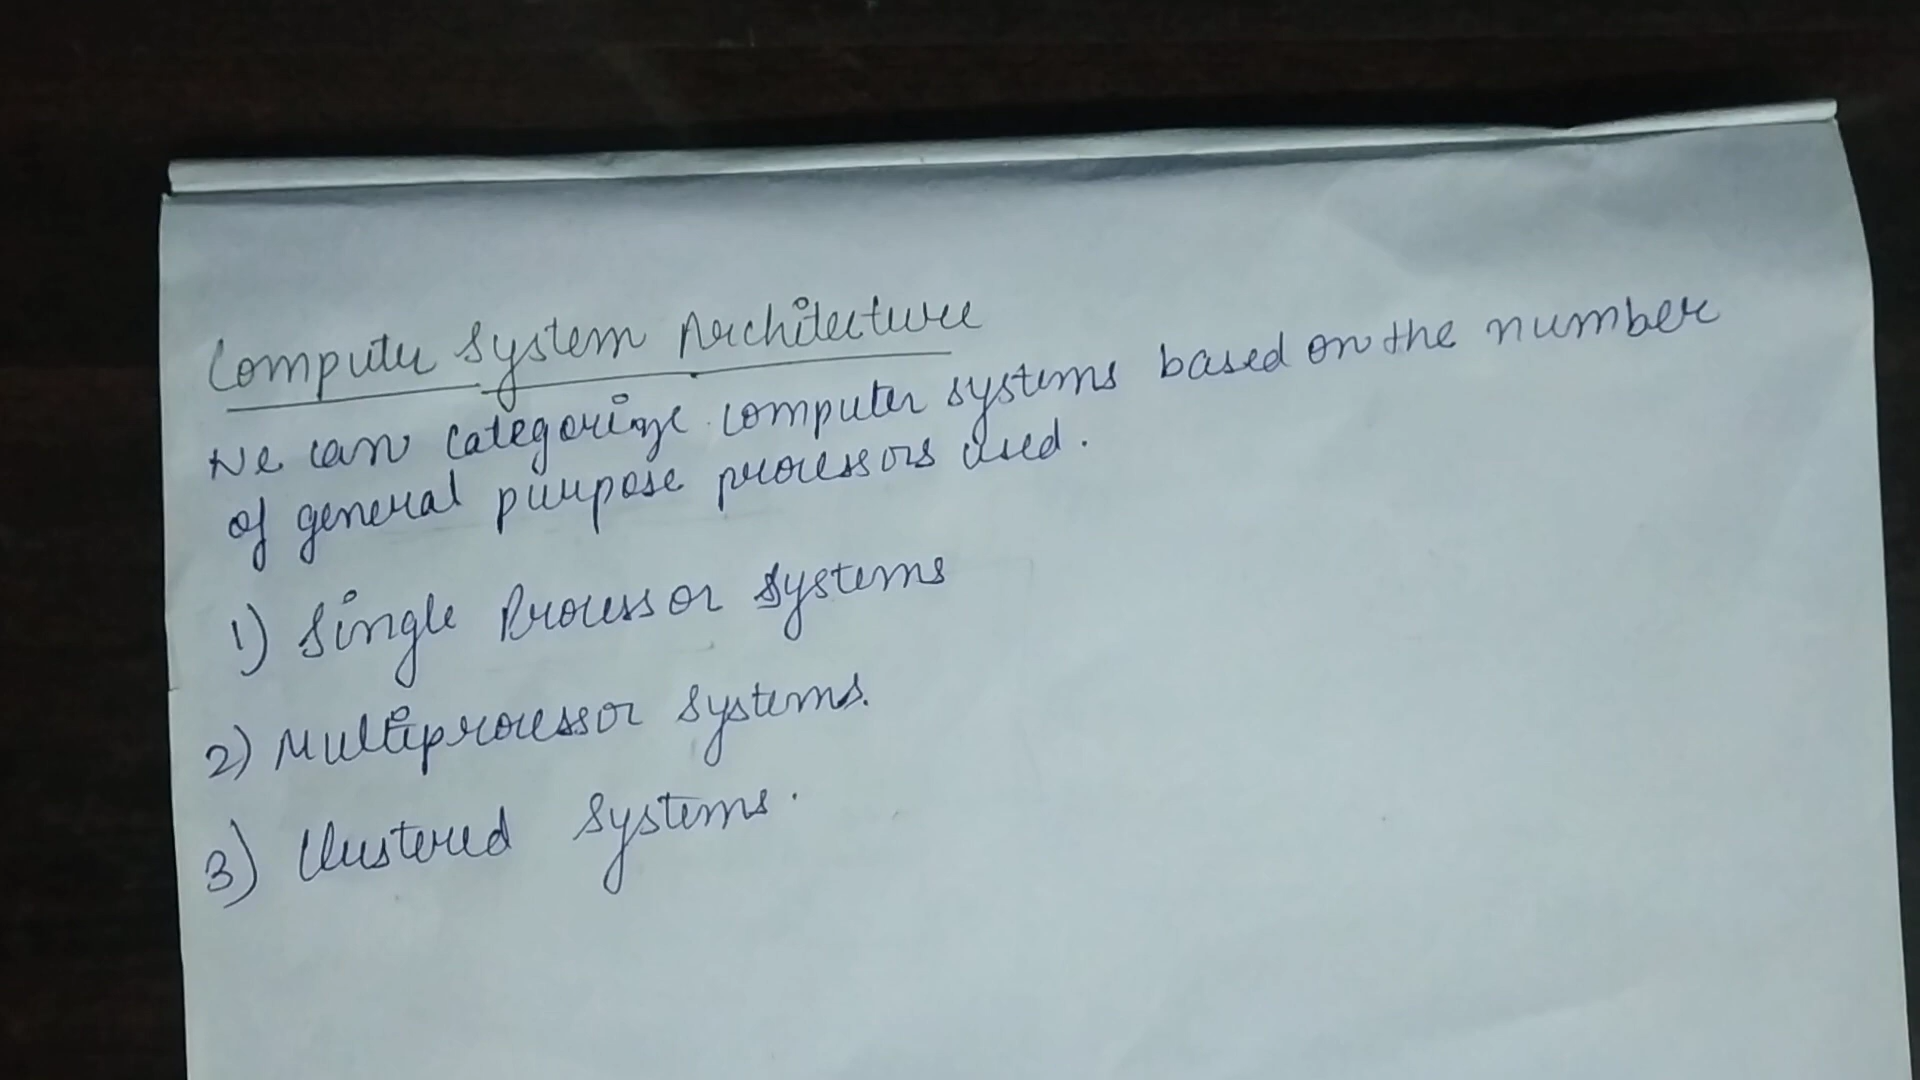 Computer System Architecture
We can categorize computer systems based on the number
of general purpose processors used.
1) Single Processor Systems
2) Multiprocessor Systems.
3) Clustered Systems.